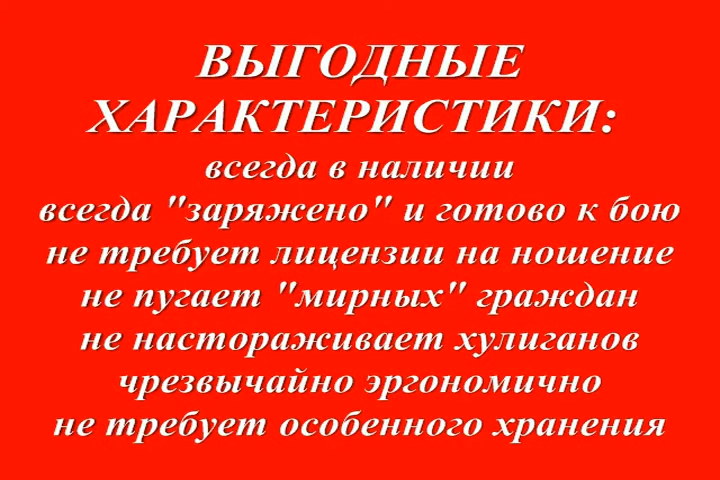 ВЫГОДНЫЕ
ХАРАКТЕРИСТИКИ:
всегда в наличии
всегда "заряжено" и готово к бою
не требует лицензии на ношение
не пугает "мирных" граждан
не настораживает хулиганов
чрезвычайно эргономично
не требует особенного хранения